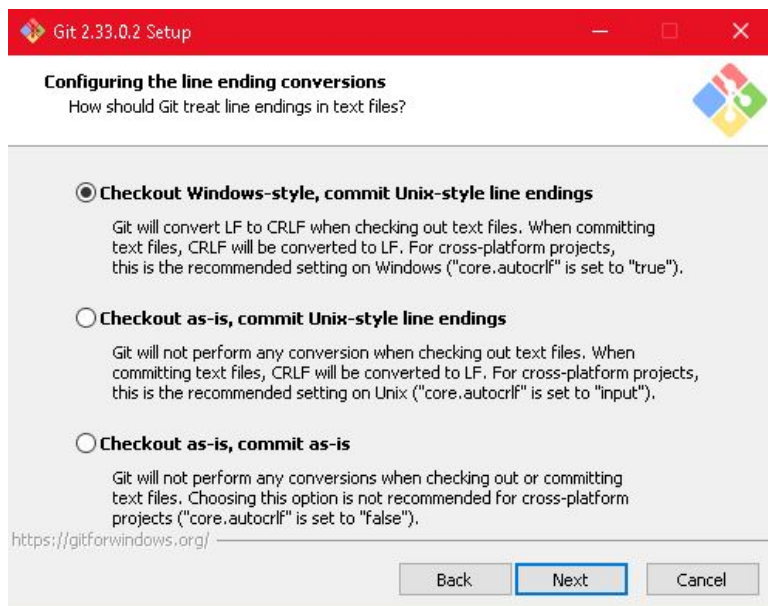 Git 2.33.0.2 Setup
Configuring the line ending conversions
How should Git treat line endings in text files?
Checkout Windows-style, commit Unix-style line endings
Git will convert LF to CRLF when checking out text files. When committing
text files, CRLF will be converted to LF. For cross-platform projects,
this is the recommended setting on Windows ("core.autocrlf" is set to "true").
Checkout as-is, commit Unix-style line endings
Git will not perform any conversion when checking out text files. When
committing text files, CRLF will be converted to LF. For cross-platform projects,
this is the recommended setting on Unix ("core.autocrlf" is set to "input").
Checkout as-is, commit as-is
Git will not perform any conversions when checking out or committing
text files. Choosing this option is not recommended for cross-platform
projects ("core.autocrlf" is set to "false").
https://gitforwindows.org/
Back Next Cancel